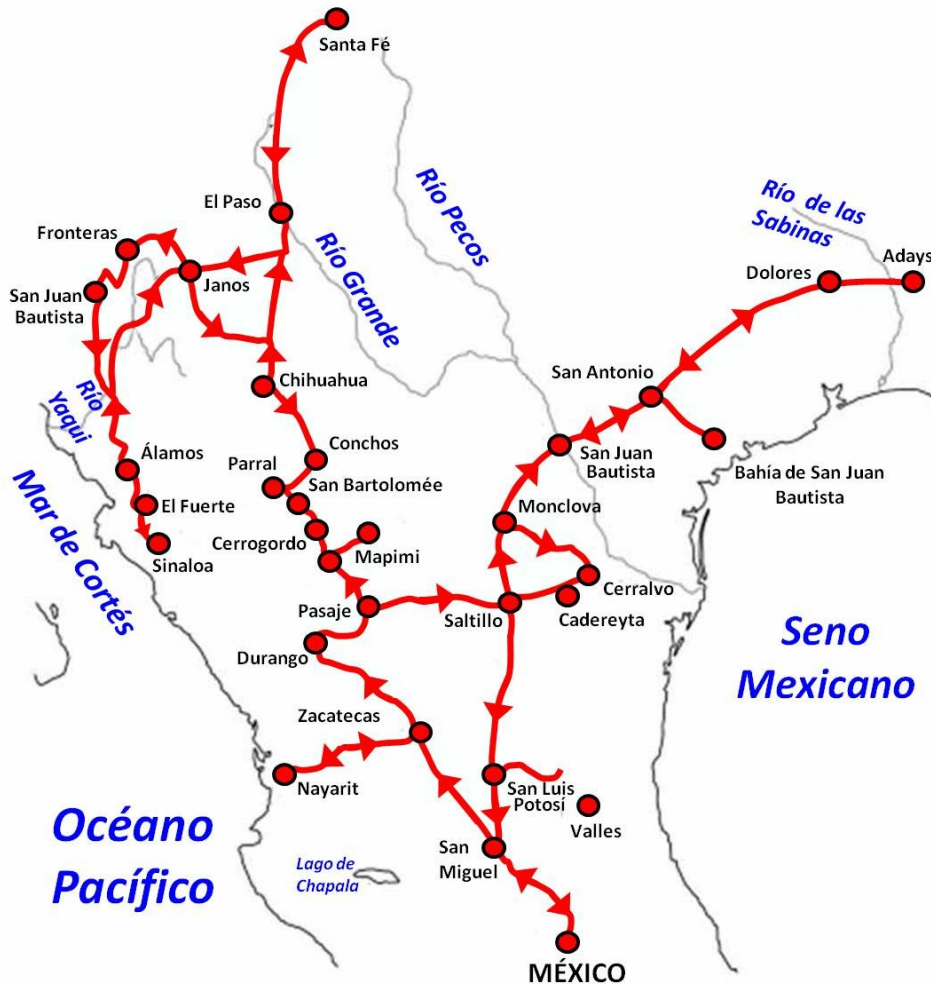 Santa Fé
Río Pecos
El Paso
Río de las
Sabinas
Fronteras
Río Grande
Dolores
Adays
San Juan
Bautista
Janos
San Antonio
Chihuahua
Río
Yaqui
Conchos
San Juan
Bautista
Bahía de San Juan
Bautista
Álamos
Parral
San Bartolomée
El Fuerte
Monclova
Mar de Cortés
Cerrogordo
Mapimi
Sinaloa
Cerralvo
Pasaje
Saltillo
Cadereyta
Seno
Mexicano
Durango
Zacatecas
Nayarit
San Luis
Potosí
Valles
Océano
Pacífico
San
Miguel
Lago de
Chapala
MÉXICO